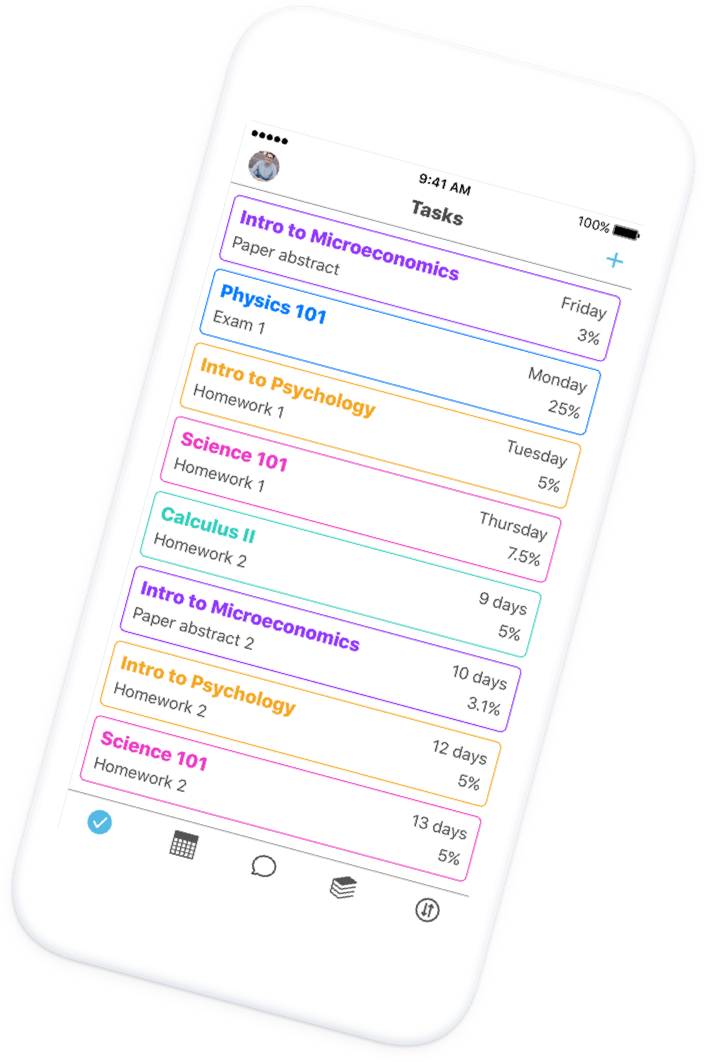 9:41 AM
100%
Tasks
+
Intro to Microeconomics
Paper abstract
Friday
3%
Physics 101
Exam 1
Monday
25%
Intro to Psychology
Homework 1
Tuesday
5%
Science 101
Homework 1
Thursday
7.5%
Calculus II
Homework 2
9 days
5%
Intro to Microeconomics
Paper abstract 2
10 days
3.1%
Intro to Psychology
Homework 2
12 days
5%
Science 101
Homework 2
13 days
5%